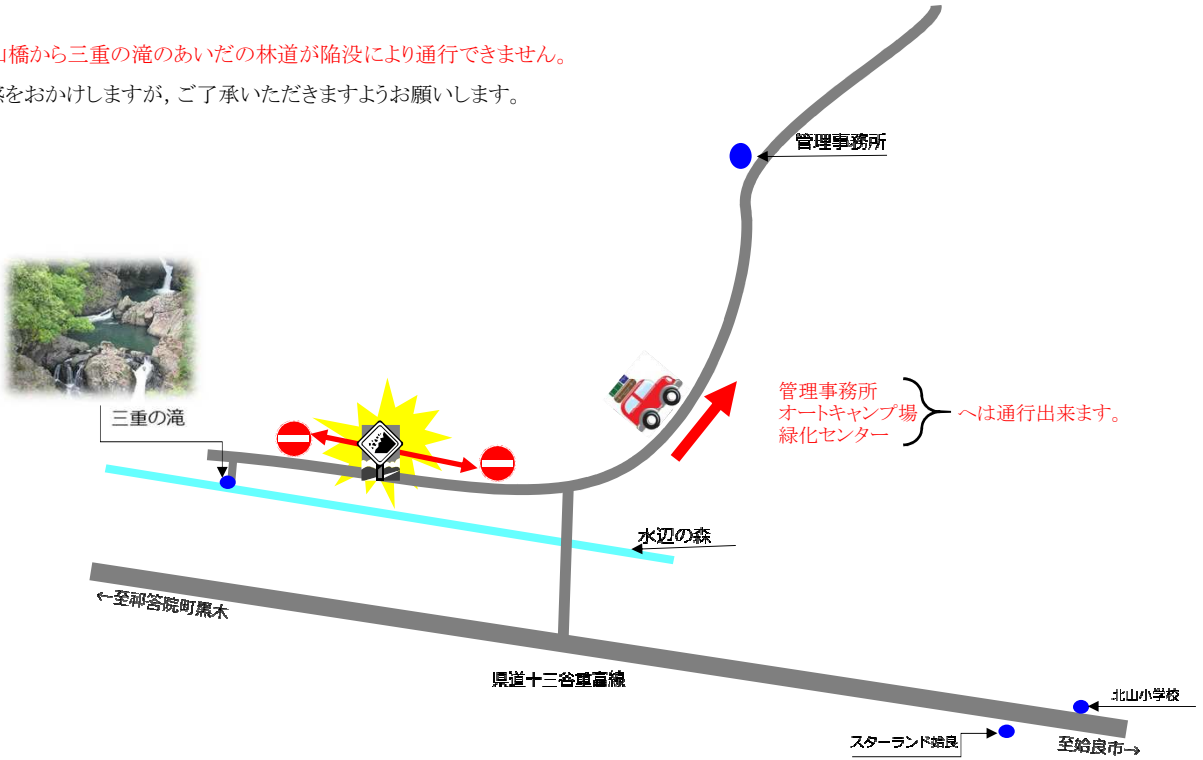 山橋から三重の滝のあいだの林道が陥没により通行できません。
をおかけしますが，ご了承いただきますようお願いします。
管理事務所
三重の滝
管理事務所
オートキャンプ場
緑化センター
へは通行出来ます。
水辺の森
←至祁答院町黒木
県道十三谷重富線
北山小学校
スターランド姶良
至姶良市→